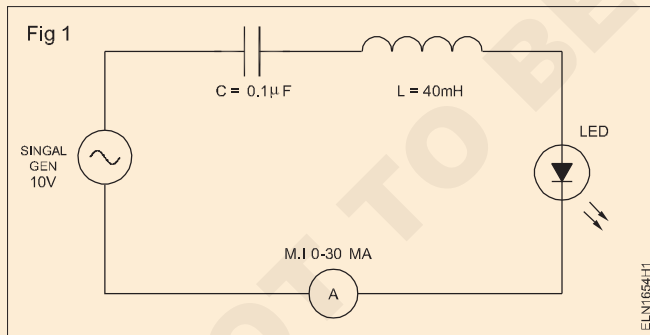 Fig 1
C = 0.1µF
L = 40mH
LED
SINGAL
GEN
10V
M.I 0-30 MA
A
ELN1654H1